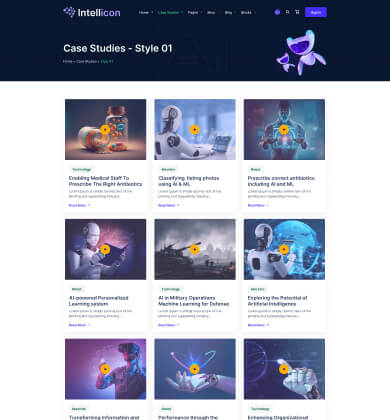 Intellicon
Home Case Studies Pages Shop Blog Blocks
Case Studies - Style 01
Home » Case Studies » Style 01
Technology
Enabling Medical Staff To
Prescribe The Right Antibiotics
Lorem Ipsum is simply dummy text of the
printing and typesetting industry...
Read More
Machine
Classifying listing photos
using AI & ML
Lorem Ipsum is simply dummy text of the
printing and typesetting industry...
Read More
Robot
Prescribe correct antibiotics
including AI and ML
Lorem Ipsum is simply dummy text of the
printing and typesetting industry...
Read More
Robot
AI-powered Personalized
Learning system
Lorem Ipsum is simply dummy text of the
printing and typesetting industry...
Read More
Technology
AI in Military Operations
Machine Learning for Defense
Lorem Ipsum is simply dummy text of the
printing and typesetting industry...
Read More
Exploring the Potential of
Artificial Intelligence
Lorem Ipsum is simply dummy text of the
printing and typesetting industry...
Read More
Machine
Transforming Information and
Robot
Performance through the
Technology
Enhancing Organizational